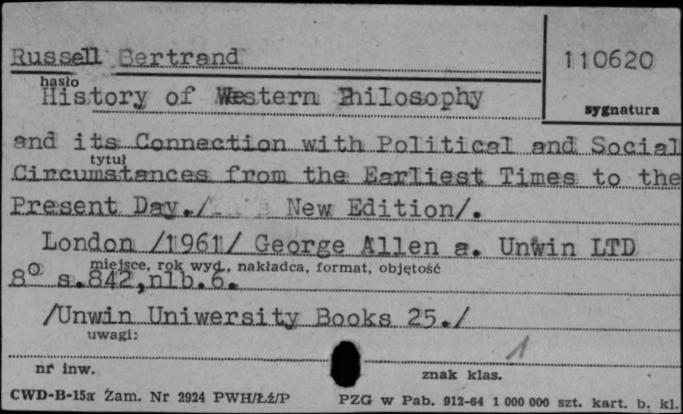 Russell Bertrand
110620
hasło
History of Western Philosophy
sygnatura
and its Connection with Political and Social
tytuł
Circumstances from the Earliest Times to the
Present Day./ New Edition/.
London /1961/ George Allen a. Unwin LTD
miejsce, rok wyd., nakładca, format, objętość
8° s.842,nlb.6.
/Unwin Uniwersity Books 25./
uwagi:
1
nr inw.
znak klas.
CWD-B-15a Zam. Nr 2924 PWH/Łź/P
PZG w Pab. 912-64 1 000 000 szt. kart. b. kl.